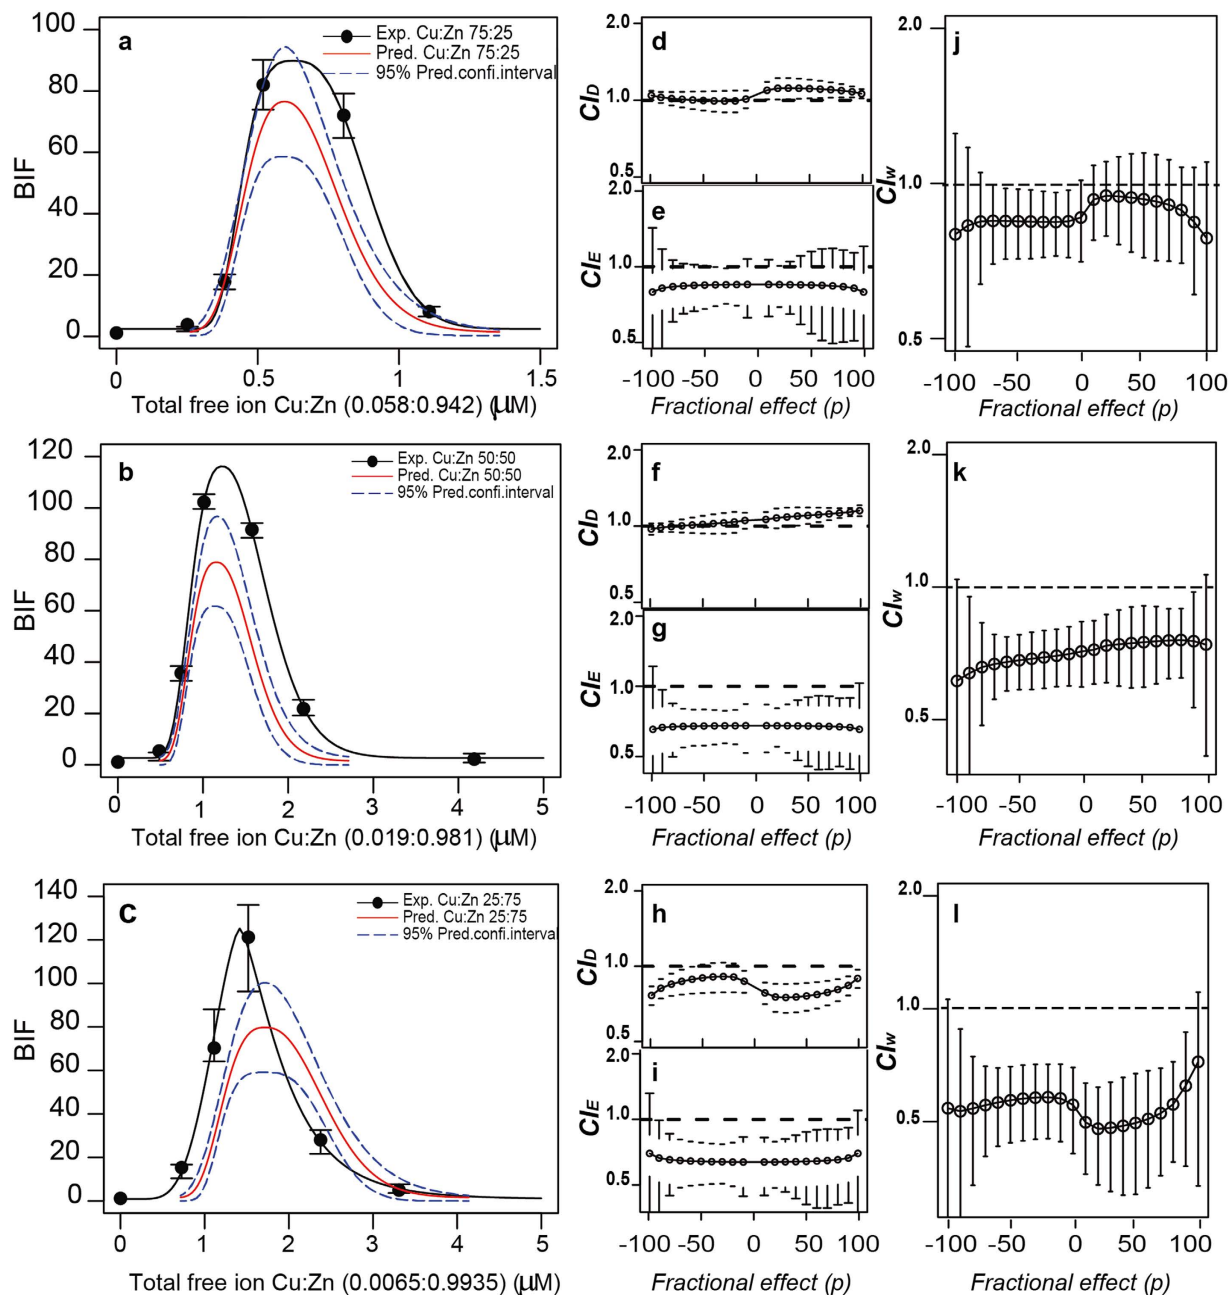 a
Exp. Cu:Zn 75:25
Pred. Cu:Zn 75:25
95% Pred.confi.interval
BIF
100
80
60
40
20
0
0 0.5 1 1.5
Total free ion Cu:Zn (0.058:0.942) (μM)
d
CI_D
2.0
1.0
0.5
e
CI_E
2.0
1.0
0.5
-100 -50 0 50 100
Fractional effect (p)
j
CI_w
2.0
1.0
0.5
-100 -50 0 50 100
Fractional effect (p)
b
Exp. Cu:Zn 50:50
Pred. Cu:Zn 50:50
95% Pred.confi.interval
BIF
120
100
80
60
40
20
0
0 1 2 3 4 5
Total free ion Cu:Zn (0.019:0.981) (μM)
f
CI_D
2.0
1.0
0.5
g
CI_E
2.0
1.0
0.5
-100 -50 0 50 100
Fractional effect (p)
k
CI_w
2.0
1.0
0.5
-100 -50 0 50 100
Fractional effect (p)
c
Exp. Cu:Zn 25:75
Pred. Cu:Zn 25:75
95% Pred.confi.interval
BIF
140
120
100
80
60
40
20
0
0 1 2 3 4 5
Total free ion Cu:Zn (0.0065:0.9935) (μM)
h
CI_D
2.0
1.0
0.5
i
CI_E
2.0
1.0
0.5
-100 -50 0 50 100
Fractional effect (p)
l
CI_w
2.0
1.0
0.5
-100 -50 0 50 100
Fractional effect (p)